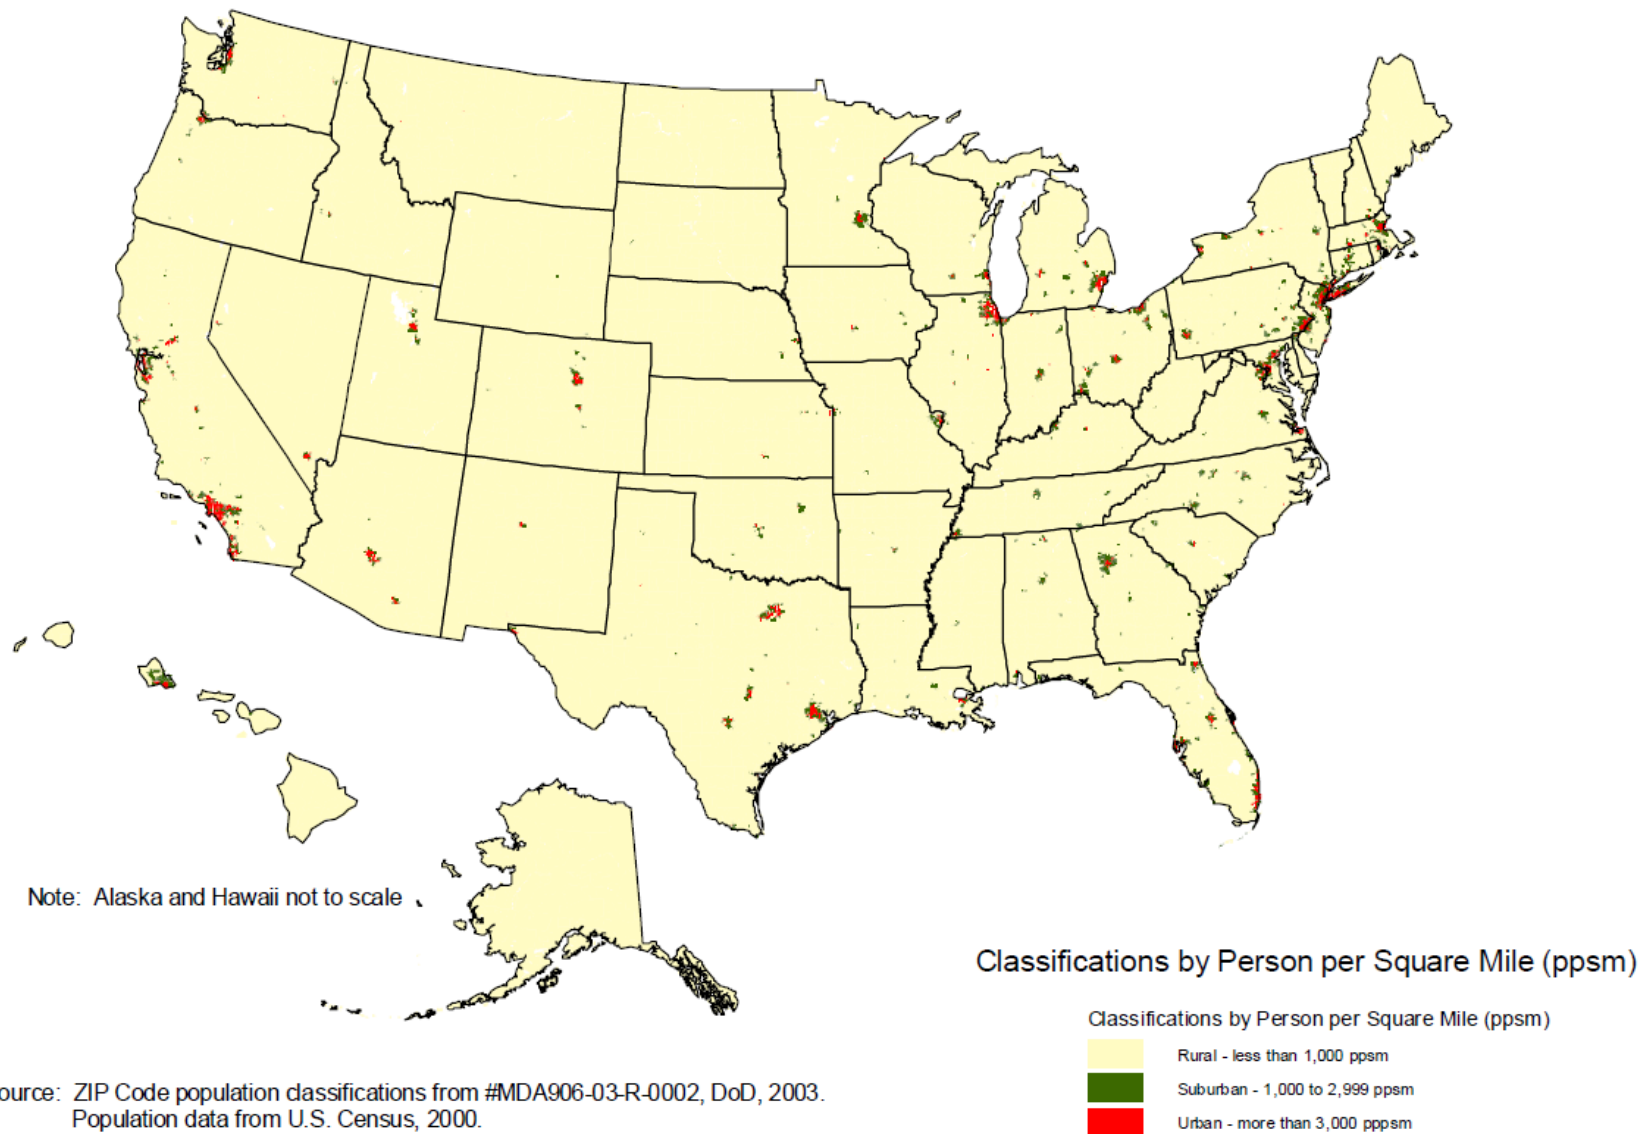 Note: Alaska and Hawaii not to scale
Classifications by Person per Square Mile (ppsm)
Classifications by Person per Square Mile (ppsm)
Rural - less than 1,000 ppsm
Suburban - 1,000 to 2,999 ppsm
Urban - more than 3,000 pppsm
ource: ZIP Code population classifications from #MDA906-03-R-0002, DoD, 2003.
Population data from U.S. Census, 2000.